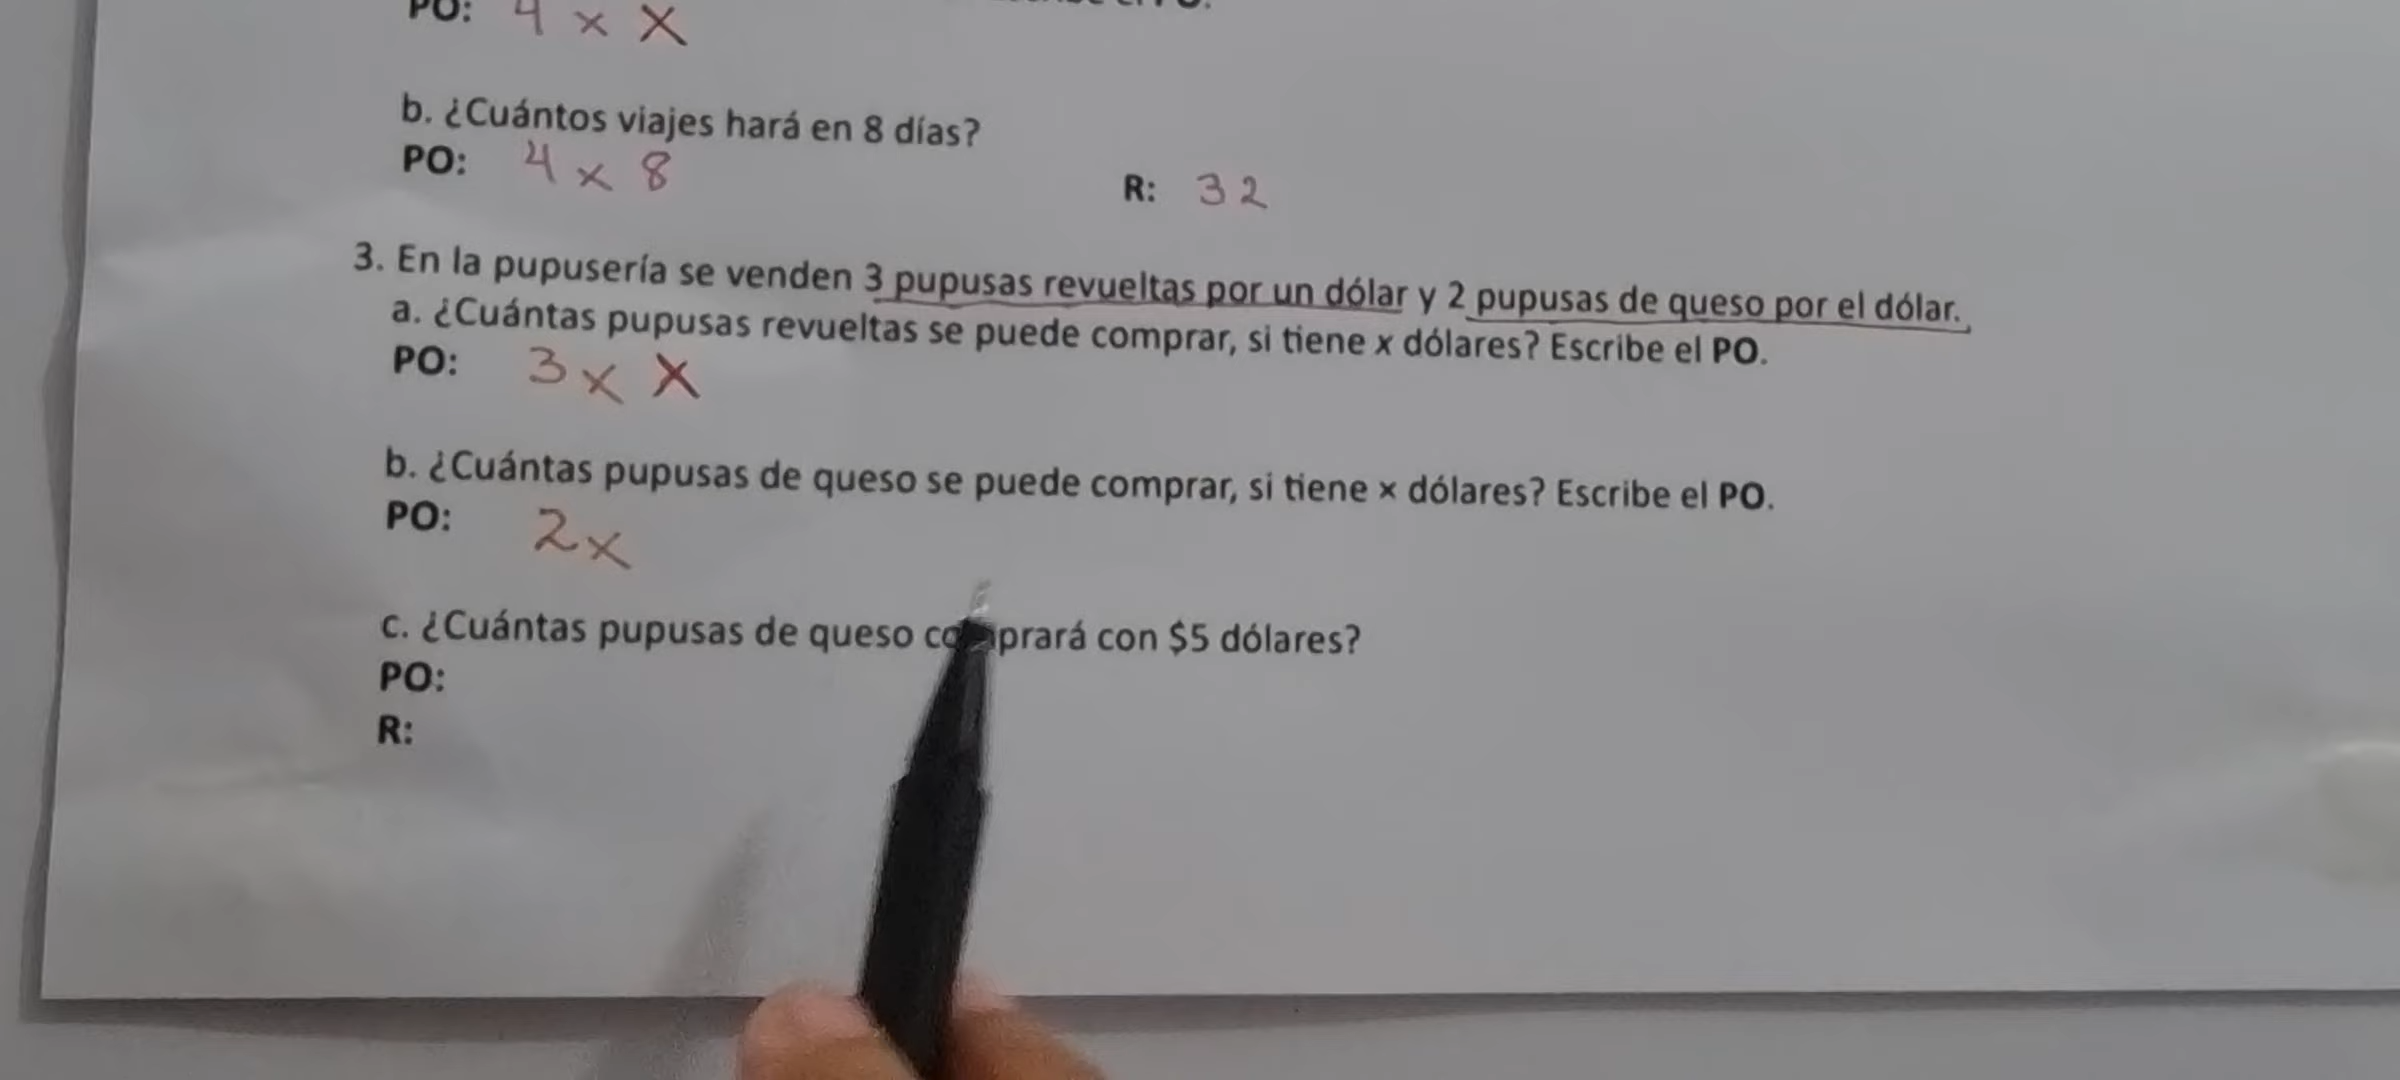 PO: 4 × x
b. ¿Cuántos viajes hará en 8 días?
PO: 4 × 8
R: 32
3. En la pupusería se venden 3 pupusas revueltas por un dólar y 2 pupusas de queso por el dólar.
a. ¿Cuántas pupusas revueltas se puede comprar, si tiene x dólares? Escribe el PO.
PO: 3 × x
b. ¿Cuántas pupusas de queso se puede comprar, si tiene × dólares? Escribe el PO.
PO: 2 ×
c. ¿Cuántas pupusas de queso comprará con $5 dólares?
PO:
R: